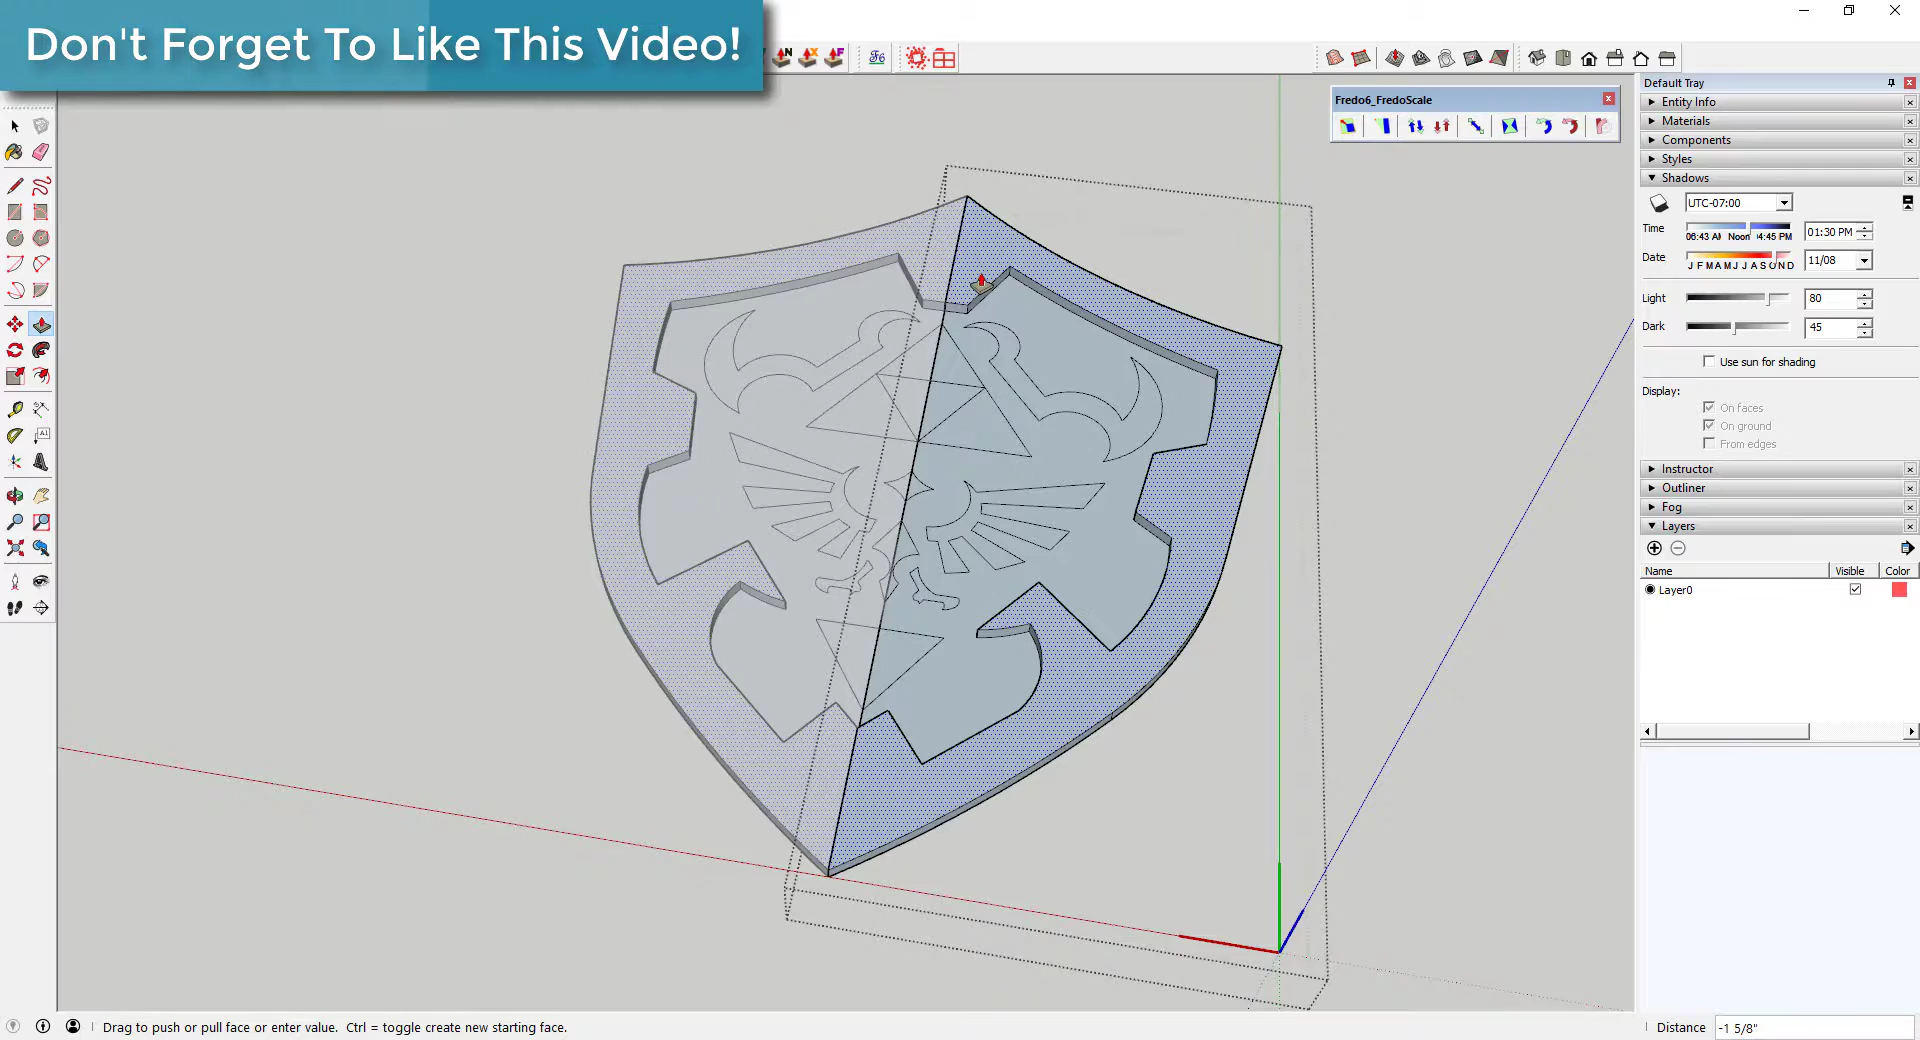 Don't Forget To Like This Video!
Fredo6_FredoScale
Default Tray
Entity Info
Materials
Components
Styles
Shadows
UTC-07:00
Time
06:43 AM Noon 04:45 PM
01:30 PM
Date
J F M A M J J A S O N D
11/08
Light
80
Dark
45
Use sun for shading
Display:
On faces
On ground
From edges
Instructor
Outliner
Fog
Layers
Name Visible Color
Layer0
Drag to push or pull face or enter value. Ctrl = toggle create new starting face.
Distance -1 5/8"